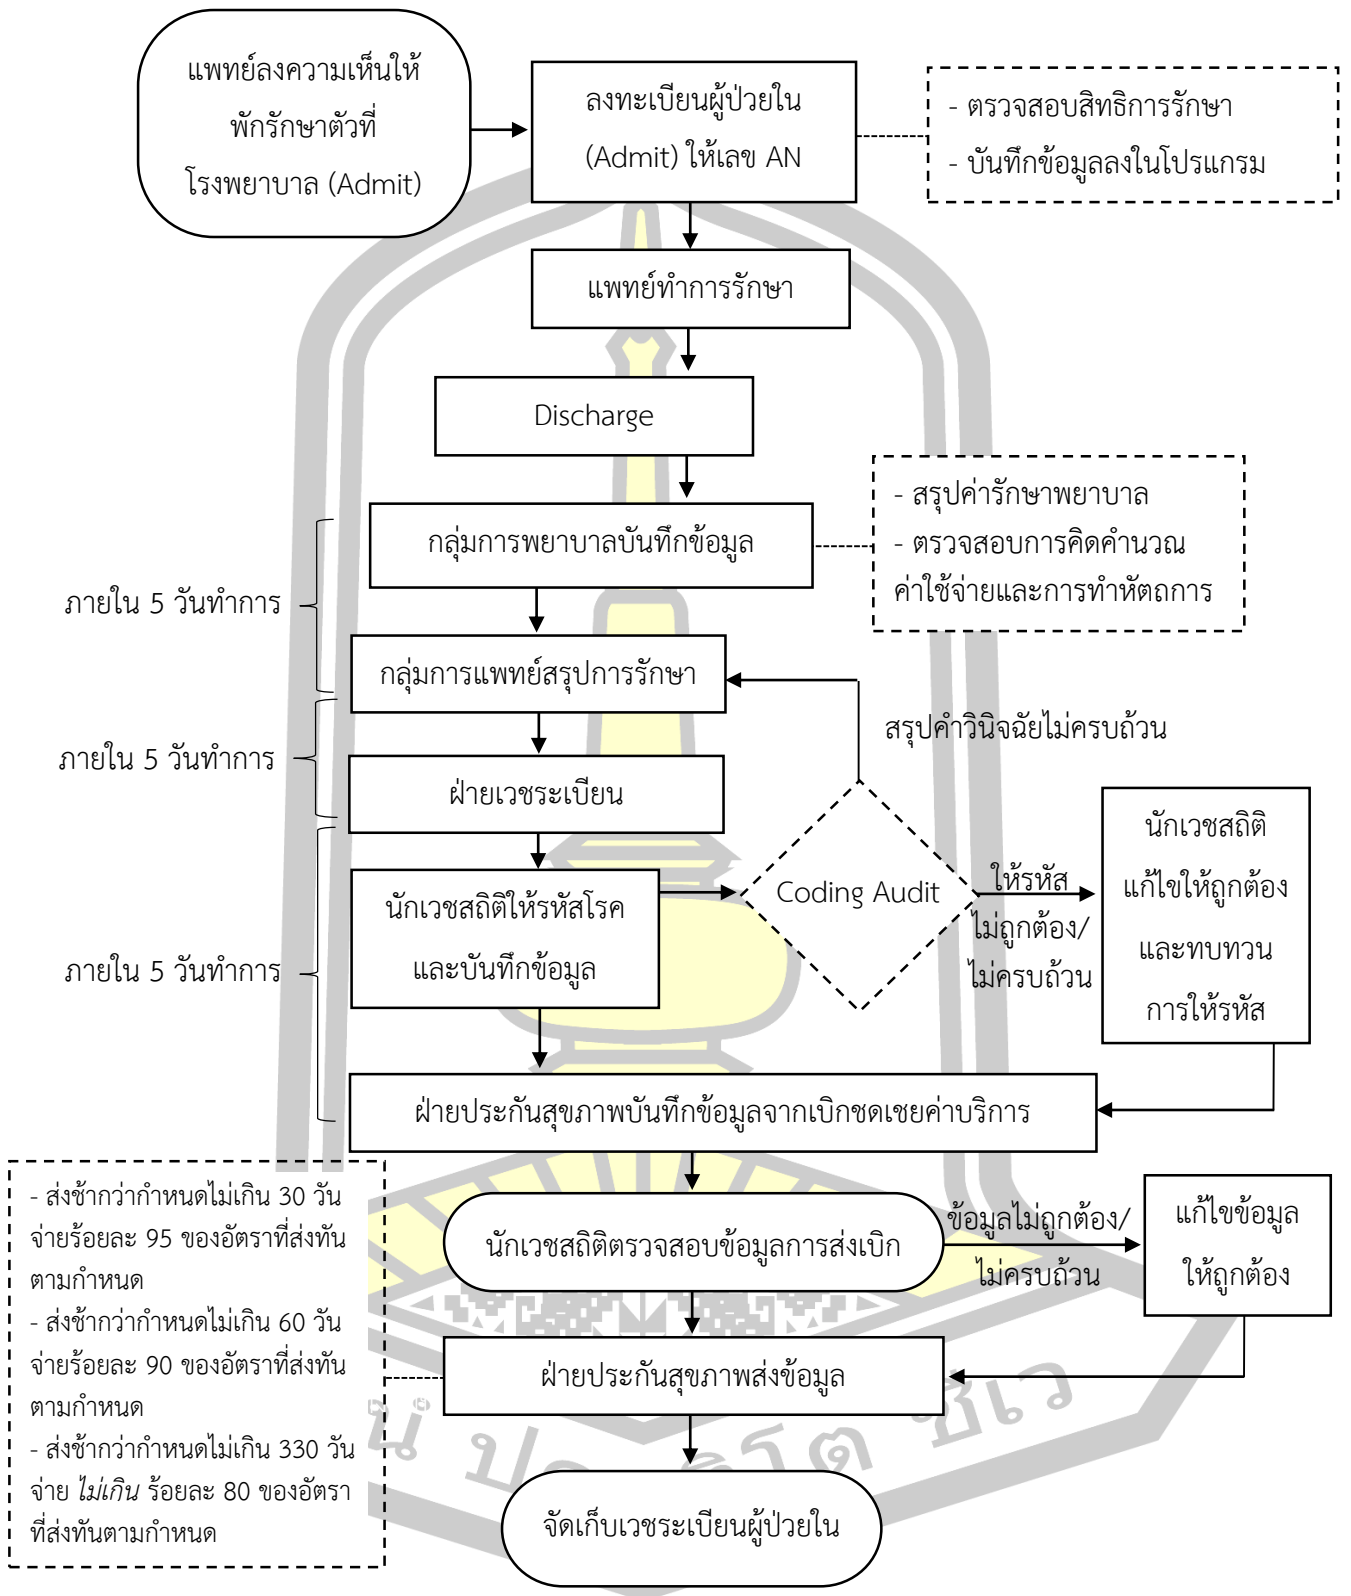 แพทย์ลงความเห็นให้
พักรักษาตัวที่
โรงพยาบาล (Admit)
ลงทะเบียนผู้ป่วยใน
(Admit) ให้เลข AN
- ตรวจสอบสิทธิการรักษา
- บันทึกข้อมูลลงในโปรแกรม
แพทย์ทำการรักษา
Discharge
กลุ่มการพยาบาลบันทึกข้อมูล
- สรุปค่ารักษาพยาบาล
- ตรวจสอบการคิดคำนวณ
ค่าใช้จ่ายและการทำหัตถการ
ภายใน 5 วันทำการ
กลุ่มการแพทย์สรุปการรักษา
สรุปคำวินิจฉัยไม่ครบถ้วน
ภายใน 5 วันทำการ
ฝ่ายเวชระเบียน
นักเวชสถิติให้รหัสโรค
และบันทึกข้อมูล
Coding Audit
ให้รหัส
ไม่ถูกต้อง/
ไม่ครบถ้วน
นักเวชสถิติ
แก้ไขให้ถูกต้อง
และทบทวน
การให้รหัส
ภายใน 5 วันทำการ
ฝ่ายประกันสุขภาพบันทึกข้อมูลจากเบิกชดเชยค่าบริการ
- ส่งช้ากว่ากำหนดไม่เกิน 30 วัน
จ่ายร้อยละ 95 ของอัตราที่ส่งทัน
ตามกำหนด
- ส่งช้ากว่ากำหนดไม่เกิน 60 วัน
จ่ายร้อยละ 90 ของอัตราที่ส่งทัน
ตามกำหนด
- ส่งช้ากว่ากำหนดไม่เกิน 330 วัน
จ่าย ไม่เกิน ร้อยละ 80 ของอัตรา
ที่ส่งทันตามกำหนด
นักเวชสถิติตรวจสอบข้อมูลการส่งเบิก
ข้อมูลไม่ถูกต้อง/
ไม่ครบถ้วน
แก้ไขข้อมูล
ให้ถูกต้อง
ฝ่ายประกันสุขภาพส่งข้อมูล
ชีเว
จัดเก็บเวชระเบียนผู้ป่วยใน